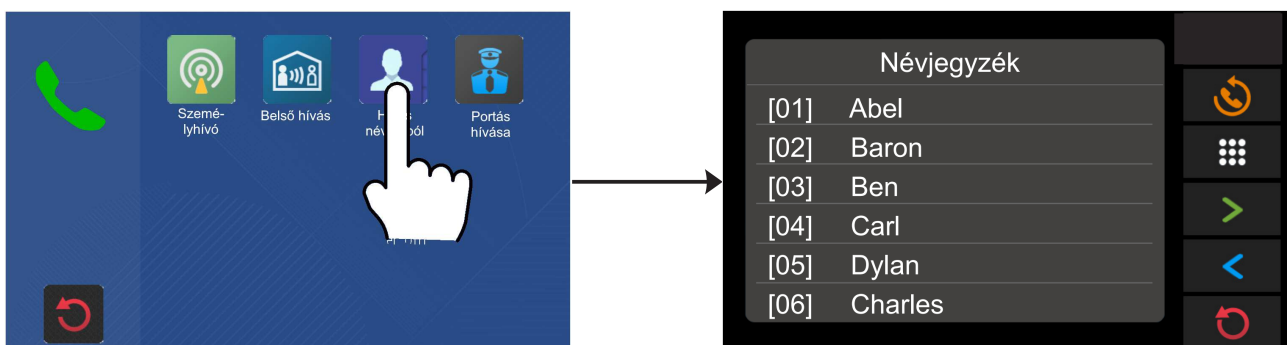 Szemé-
lyhívó
Belső hívás
Portás
hívása
Névjegyzék
[01] Abel
[02] Baron
[03] Ben
[04] Carl
[05] Dylan
[06] Charles